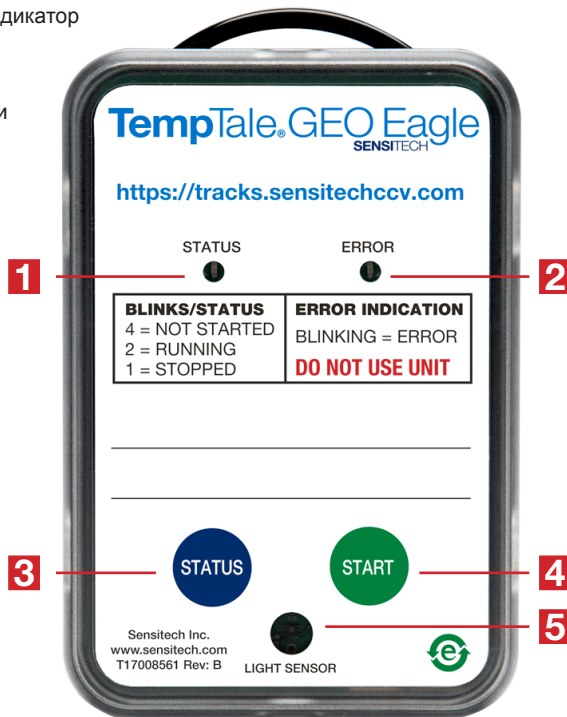 дикатор
и
TempTale® GEO Eagle
SENSITECH
https://tracks.sensitechccv.com
STATUS
ERROR
1
2
BLINKS/STATUS
4 = NOT STARTED
2 = RUNNING
1 = STOPPED
ERROR INDICATION
BLINKING = ERROR
DO NOT USE UNIT
3
STATUS
START
4
5
Sensitech Inc.
www.sensitech.com
T17008561 Rev: B
LIGHT SENSOR
e